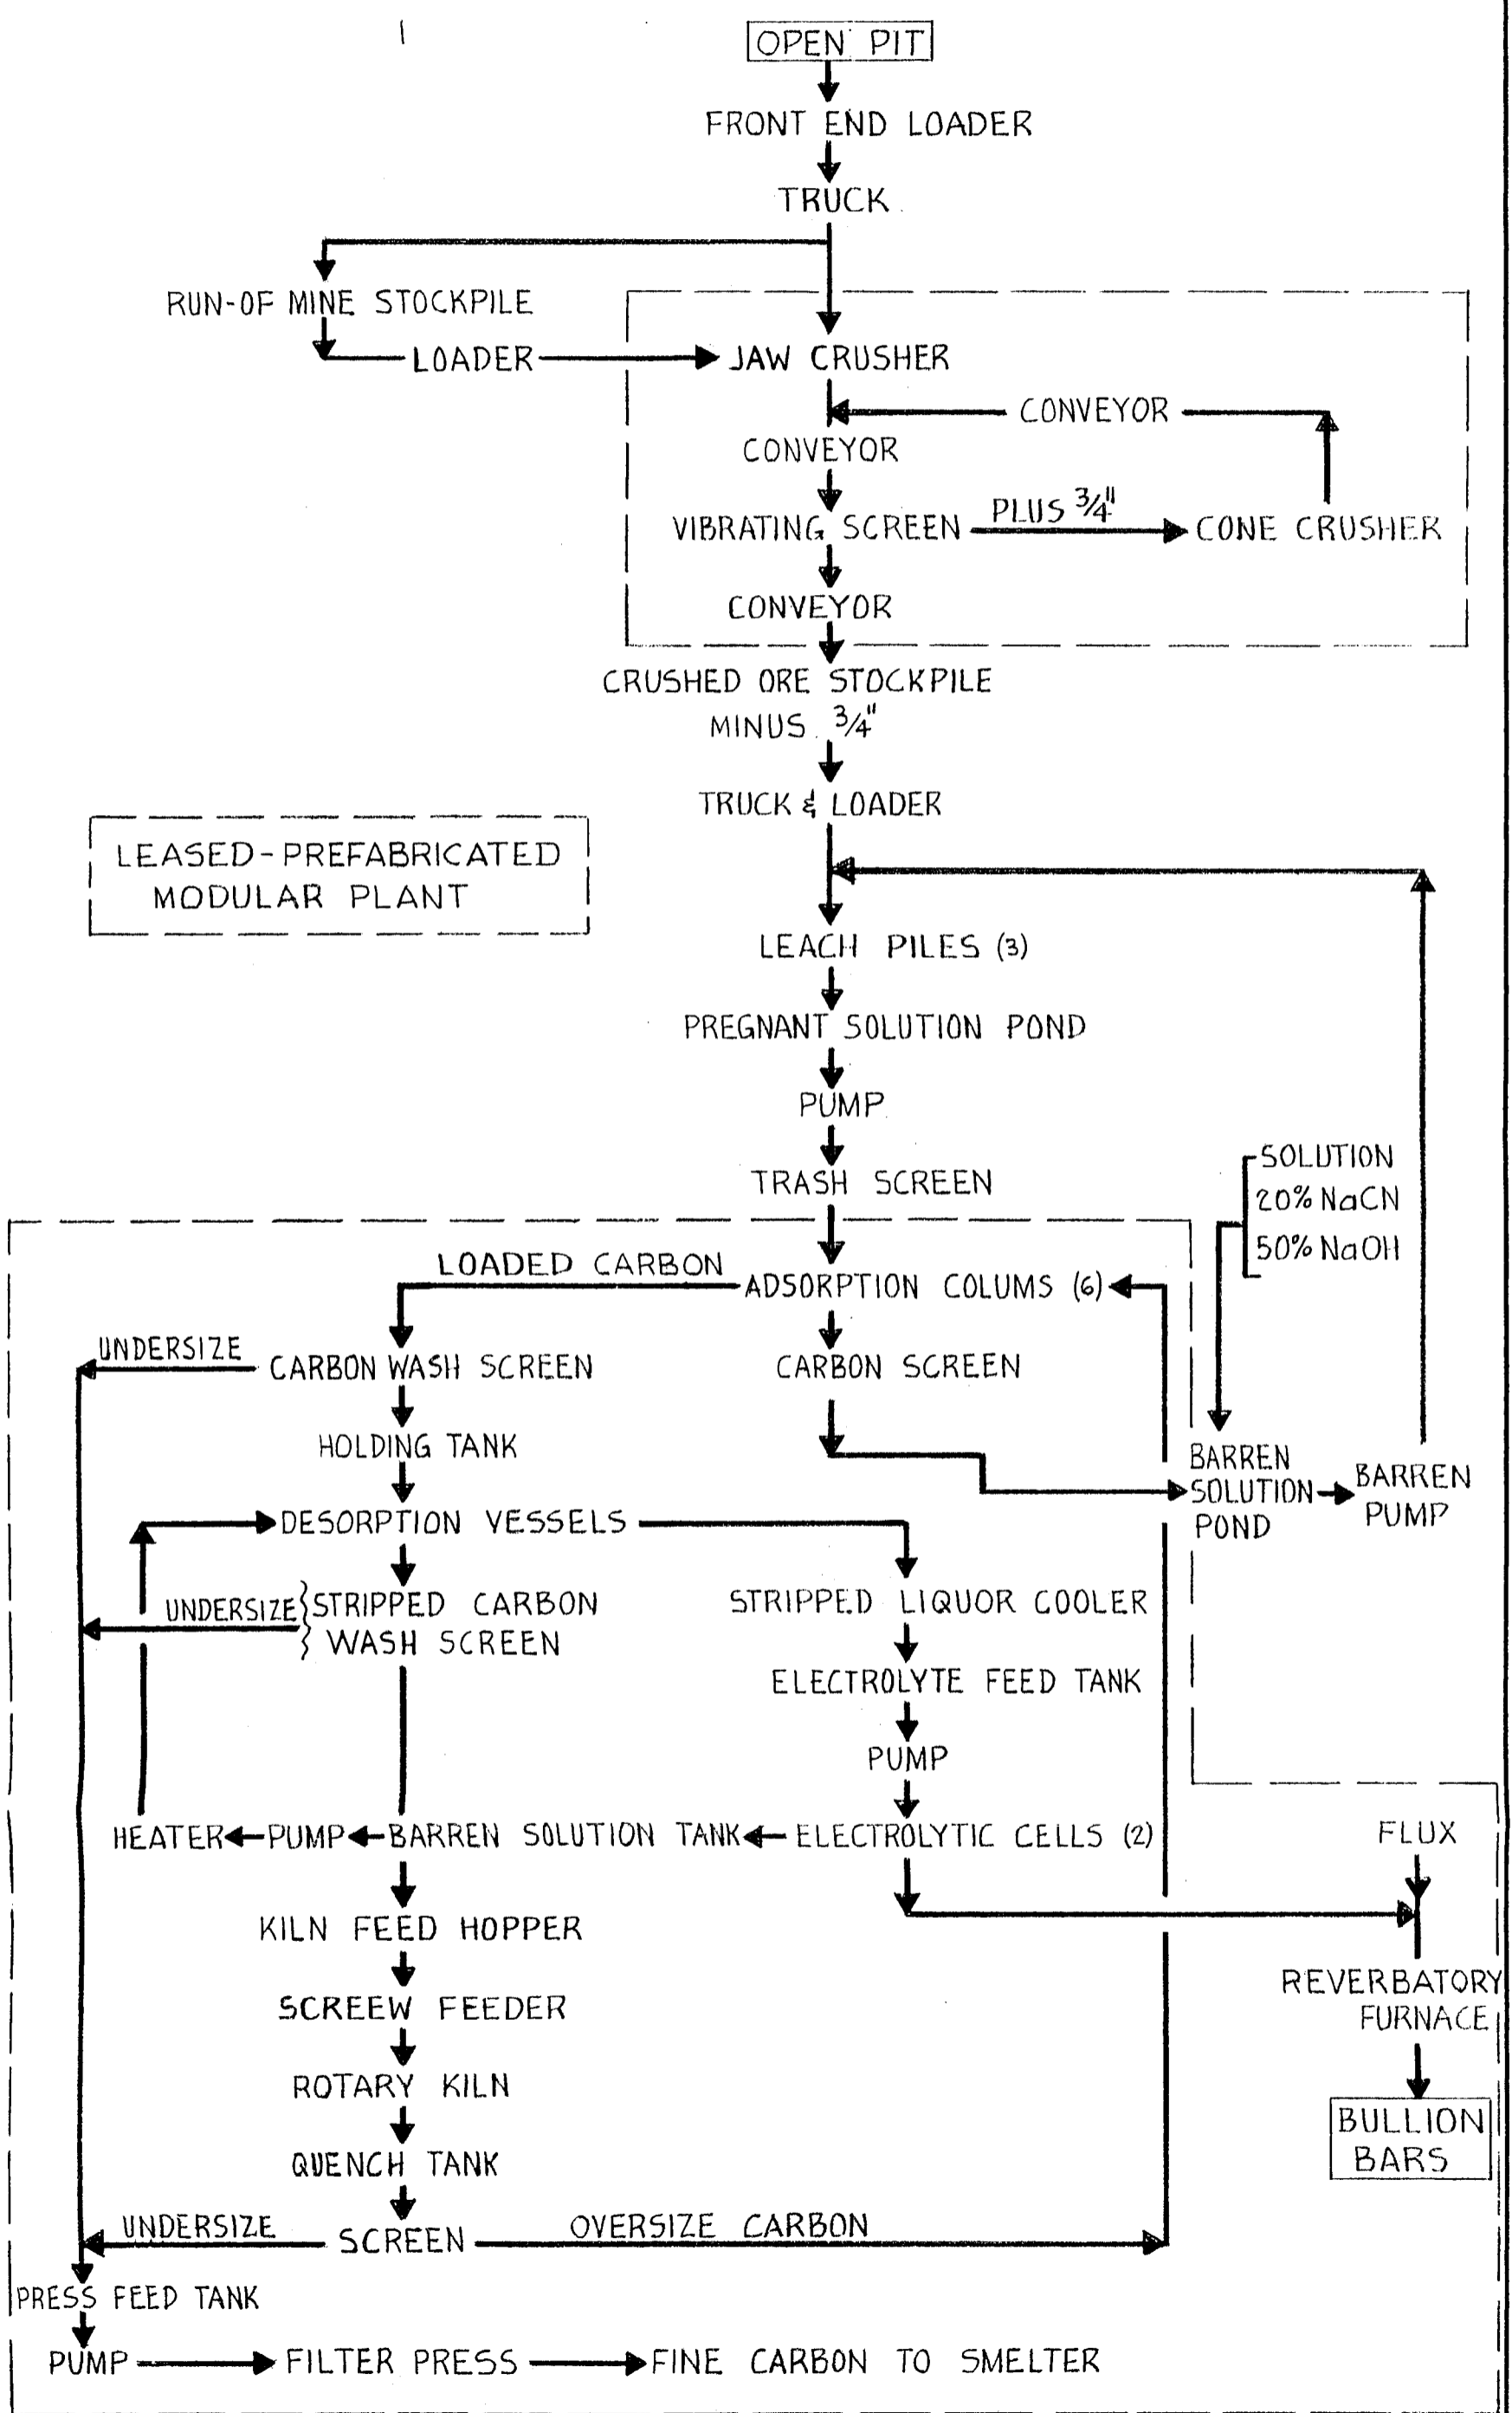 OPEN PIT
FRONT END LOADER
TRUCK
RUN-OF MINE STOCKPILE
LOADER
JAW CRUSHER
CONVEYOR
CONVEYOR
VIBRATING SCREEN
PLUS 3/4"
CONE CRUSHER
CONVEYOR
CRUSHED ORE STOCKPILE
MINUS 3/4"
TRUCK & LOADER
LEASED-PREFABRICATED
MODULAR PLANT
LEACH PILES (3)
PREGNANT SOLUTION POND
PUMP
TRASH SCREEN
SOLUTION
20% NaCN
50% NaOH
LOADED CARBON
ADSORPTION COLUMS (6)
UNDERSIZE
CARBON WASH SCREEN
CARBON SCREEN
HOLDING TANK
BARREN
SOLUTION
POND
BARREN
PUMP
DESORPTION VESSELS
UNDERSIZE
STRIPPED CARBON
WASH SCREEN
STRIPPED LIQUOR COOLER
ELECTROLYTE FEED TANK
PUMP
HEATER
PUMP
BARREN SOLUTION TANK
ELECTROLYTIC CELLS (2)
FLUX
KILN FEED HOPPER
REVERBATORY
FURNACE
SCREEW FEEDER
ROTARY KILN
BULLION
BARS
QUENCH TANK
UNDERSIZE
SCREEN
OVERSIZE CARBON
PRESS FEED TANK
PUMP
FILTER PRESS
FINE CARBON TO SMELTER